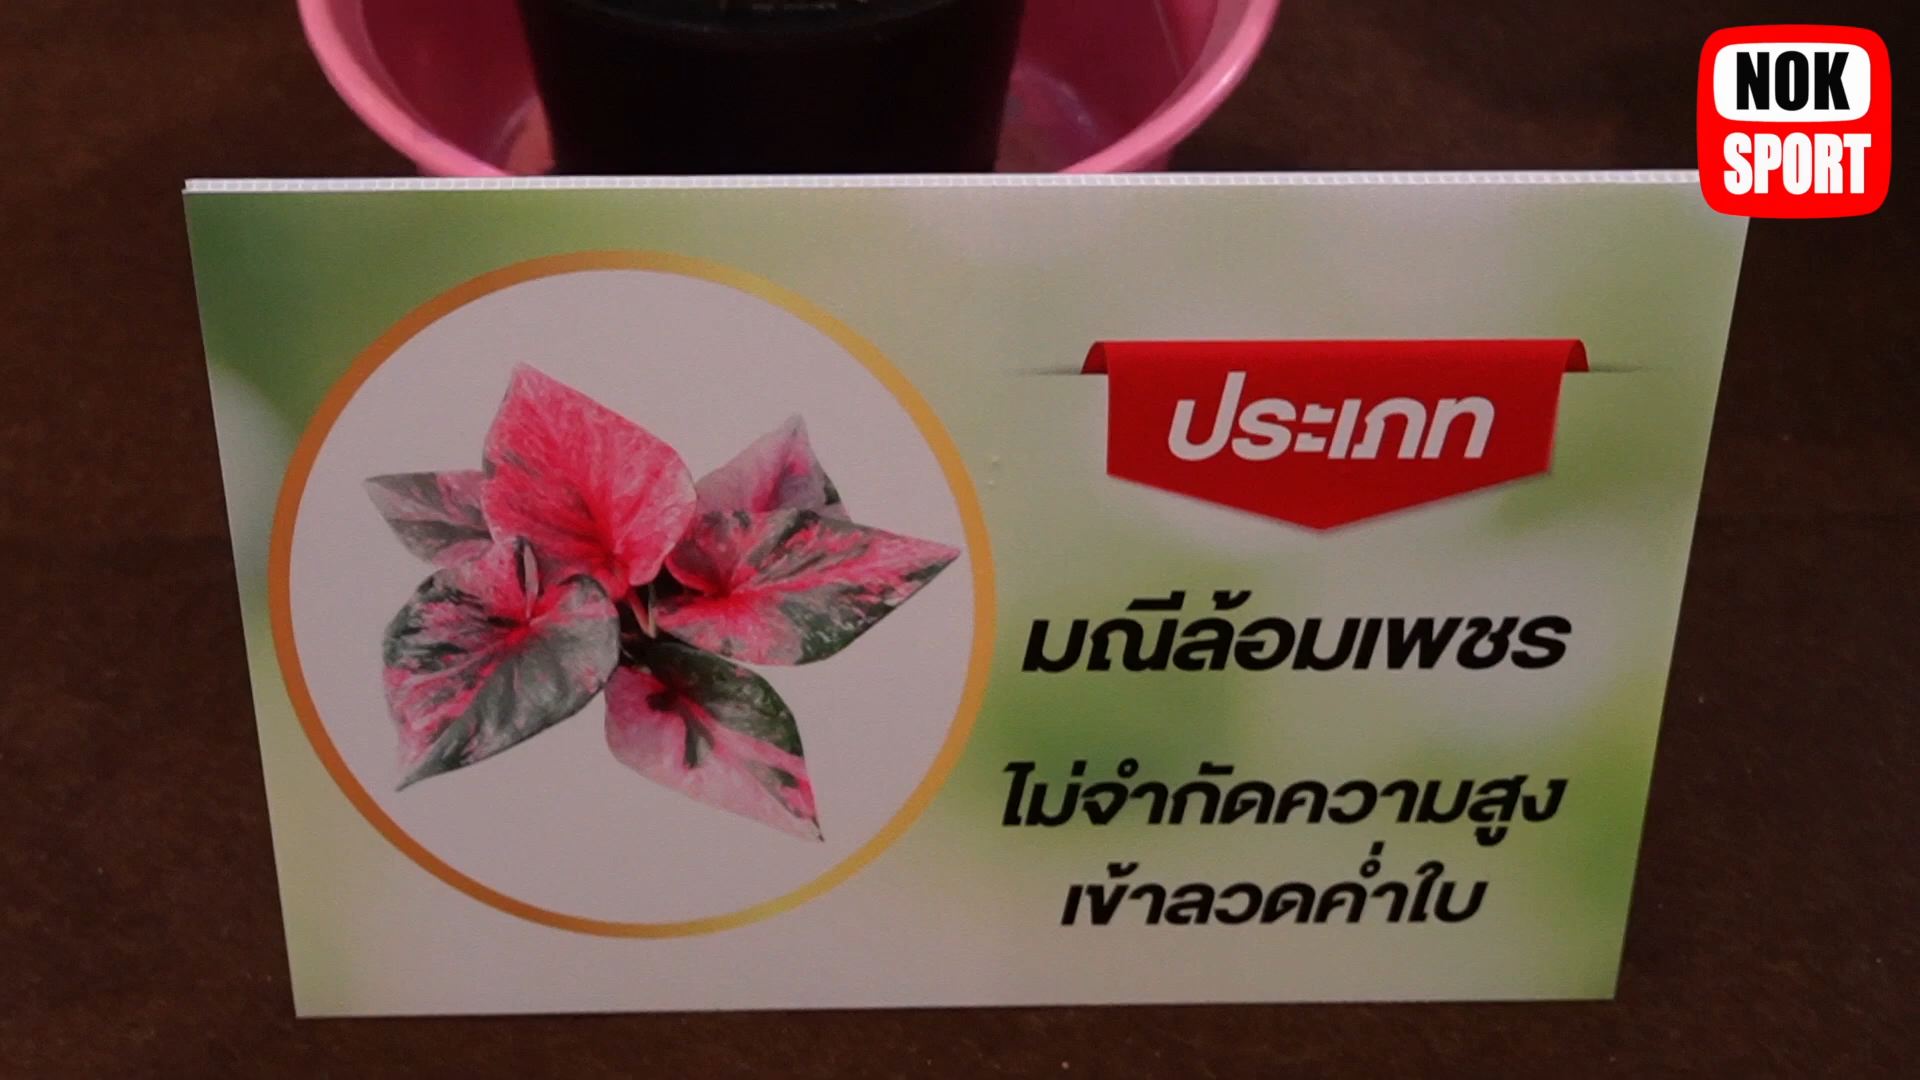 NOK
SPORT
ประเภท
มณีล้อมเพชร
ไม่จำกัดความสูง
เข้าลวดค่ำใบ